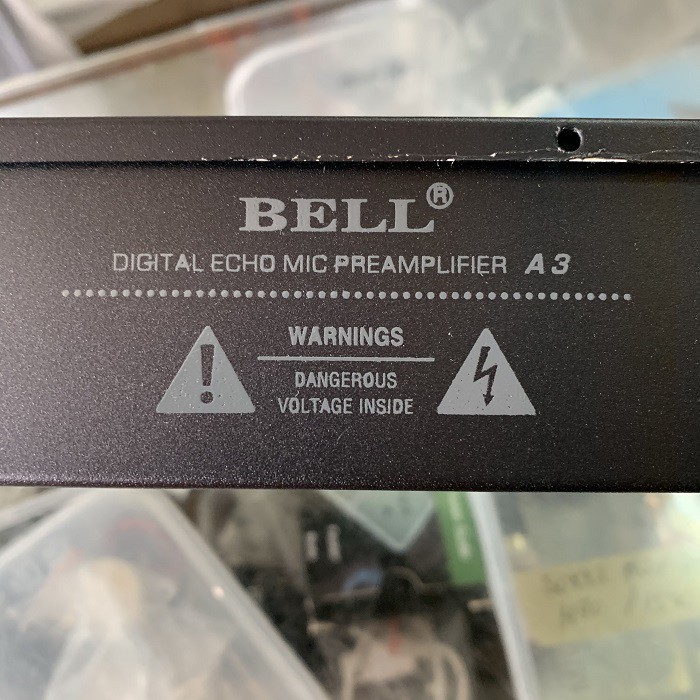 BELL®
DIGITAL ECHO MIC PREAMPLIFIER A3
WARNINGS
DANGEROUS
VOLTAGE INSIDE